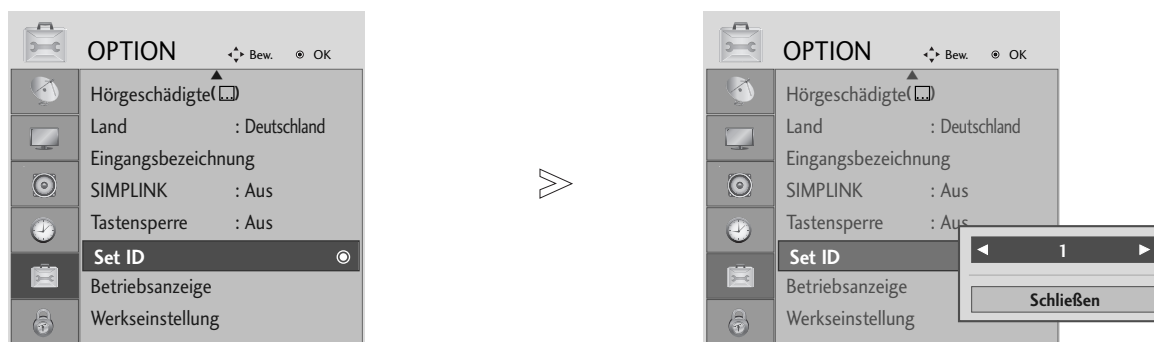 OPTION Bew. OK
Hörgeschädigte( )
Land : Deutschland
Eingangsbezeichnung
SIMPLINK : Aus
Tastensperre : Aus
Set ID
Betriebsanzeige
Werkseinstellung
OPTION Bew. OK
Hörgeschädigte( )
Land : Deutschland
Eingangsbezeichnung
SIMPLINK : Aus
Tastensperre : Aus
Set ID
Betriebsanzeige
Werkseinstellung
◄ 1 ►
Schließen